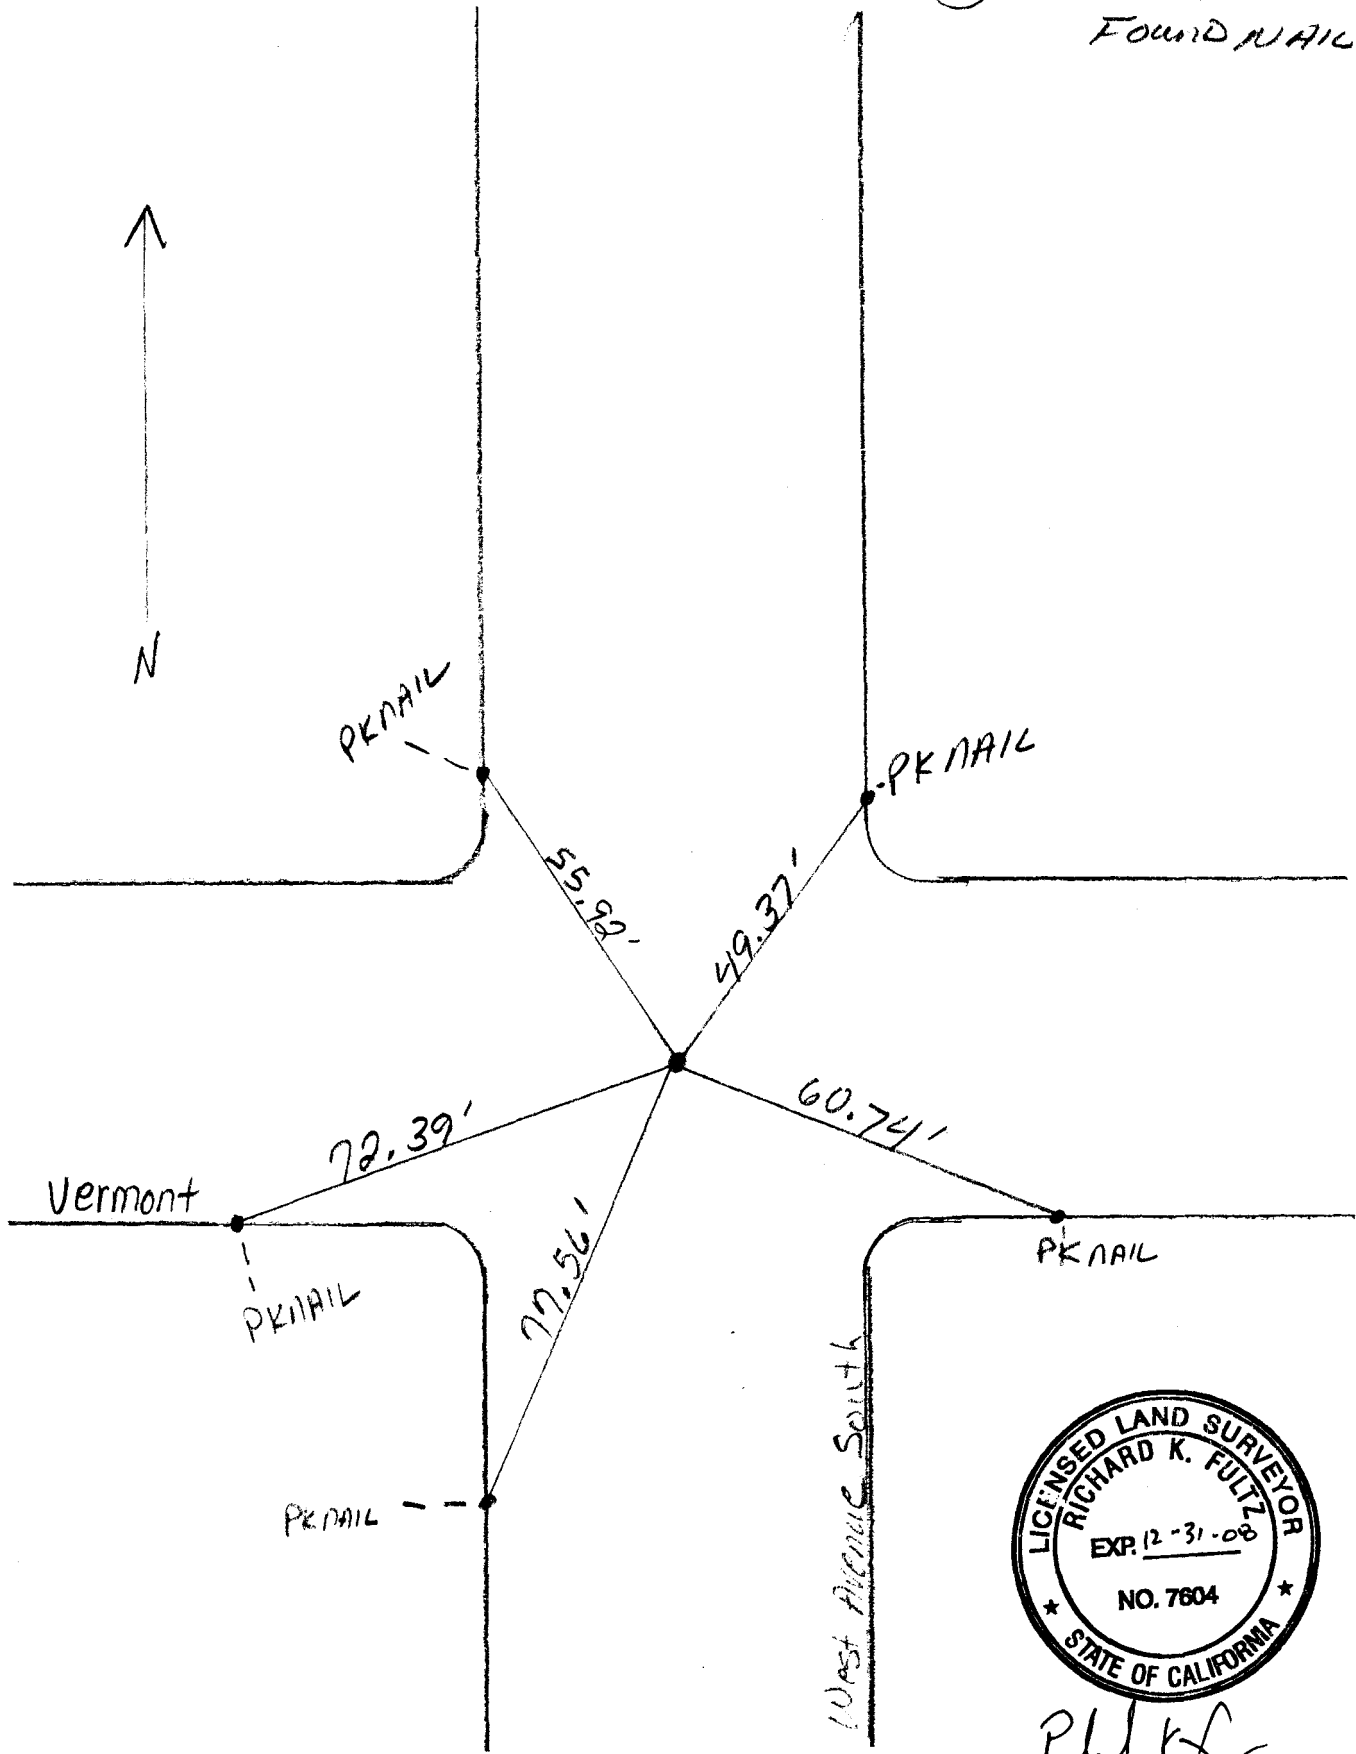 FOUND NAIL
N
PK NAIL
PK NAIL
55.92'
49.37'
72.39'
60.74'
Vermont
PK NAIL
77.56'
PK NAIL
PK NAIL
West Avenue South
LICENSED LAND SURVEYOR
RICHARD K. FULTZ
EXP. 12-31-08
NO. 7604
★ STATE OF CALIFORNIA ★